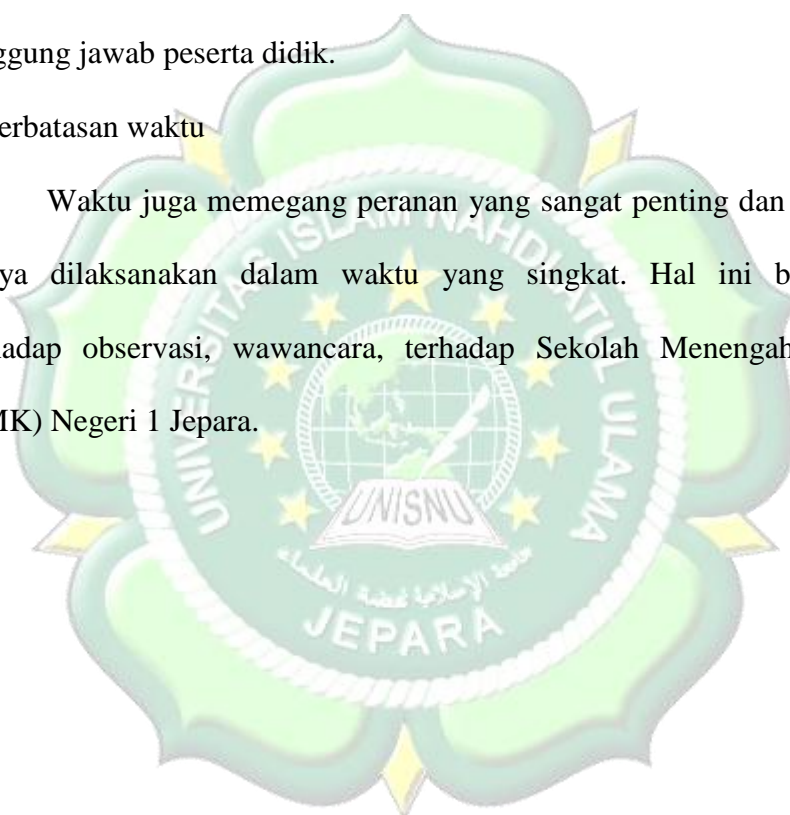 ggung jawab peserta didik.
erbatasan waktu
Waktu juga memegang peranan yang sangat penting dan
ya dilaksanakan dalam waktu yang singkat. Hal ini b
adap observasi, wawancara, terhadap Sekolah Menengah
MK) Negeri 1 Jepara.
UNIVERSITAS ISLAM NAHDLATUL ULAMA
UNISNU
JEPARA